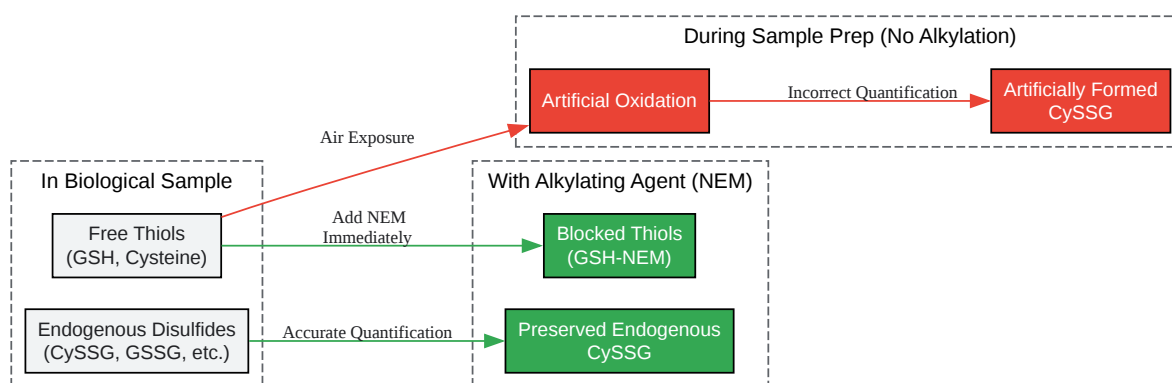 During Sample Prep (No Alkylation)
Artificial Oxidation
Incorrect Quantification
Artificially Formed
CySSG
Air Exposure
In Biological Sample
With Alkylating Agent (NEM)
Free Thiols
(GSH, Cysteine)
Add NEM
Immediately
Blocked Thiols
(GSH-NEM)
Endogenous Disulfides
(CySSG, GSSG, etc.)
Accurate Quantification
Preserved Endogenous
CySSG